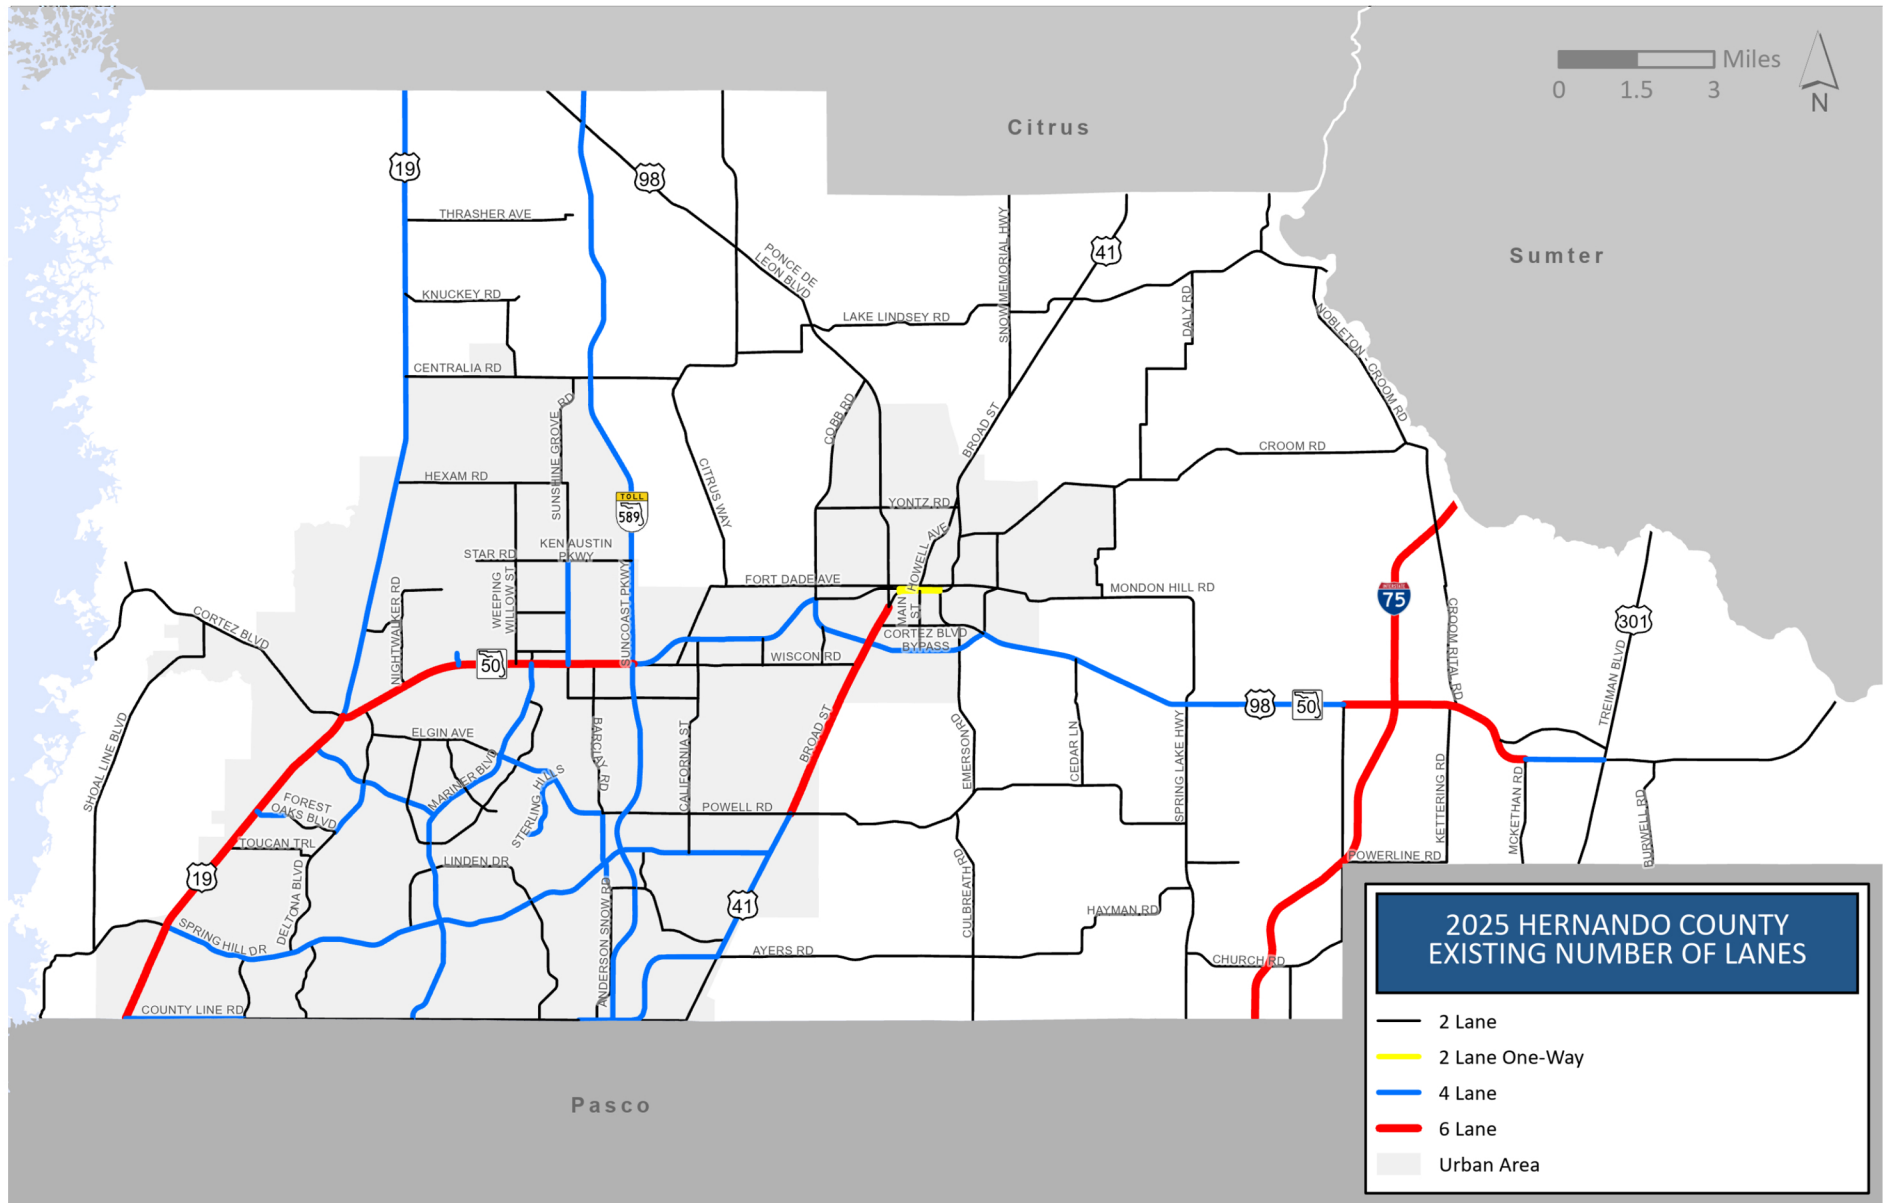 Citrus
Miles
0 1.5 3
N
Sumter
19
98
THRASHER AVE
PONCE DE
LEON BLVD
SNOW MEMORIAL HWY
41
KNUCKEY RD
LAKE LINDSEY RD
DALY RD
NOBLETON - CROOM RD
CENTRALIA RD
SUNSHINE GROVE RD
COBB RD
BROAD ST
CROOM RD
HEXAM RD
CITRUS WAY
TOLL
589
YONTZ RD
KEN AUSTIN
PKWY
STAR RD
HOWELL AVE
FORT DADE AVE
MONDON HILL RD
WEEPING
WILLOW ST
NIGHTWALKER RD
SUNCOAST PKWY
MAIN
ST
75
CROOM RITAL RD
301
CORTEZ BLVD
CORTEZ BLVD
BYPASS
50
WISCON RD
TREIMAN BLVD
98
50
SHOAL LINE BLVD
ELGIN AVE
BARCLAY RD
CALIFORNIA ST
BROAD ST
EMERSON RD
CEDAR LN
SPRING LAKE HWY
KETTERING RD
MCKETHAN RD
BURWELL RD
MARINER BLVD
STERLING HILLS
FOREST
OAKS BLVD
POWELL RD
TOUCAN TRL
LINDEN DR
POWERLINE RD
19
DELTONA BLVD
ANDERSON SNOW RD
41
CULBREATH RD
HAYMAN RD
SPRING HILL DR
AYERS RD
CHURCH RD
COUNTY LINE RD
Pasco
2025 HERNANDO COUNTY
EXISTING NUMBER OF LANES
2 Lane
2 Lane One-Way
4 Lane
6 Lane
Urban Area